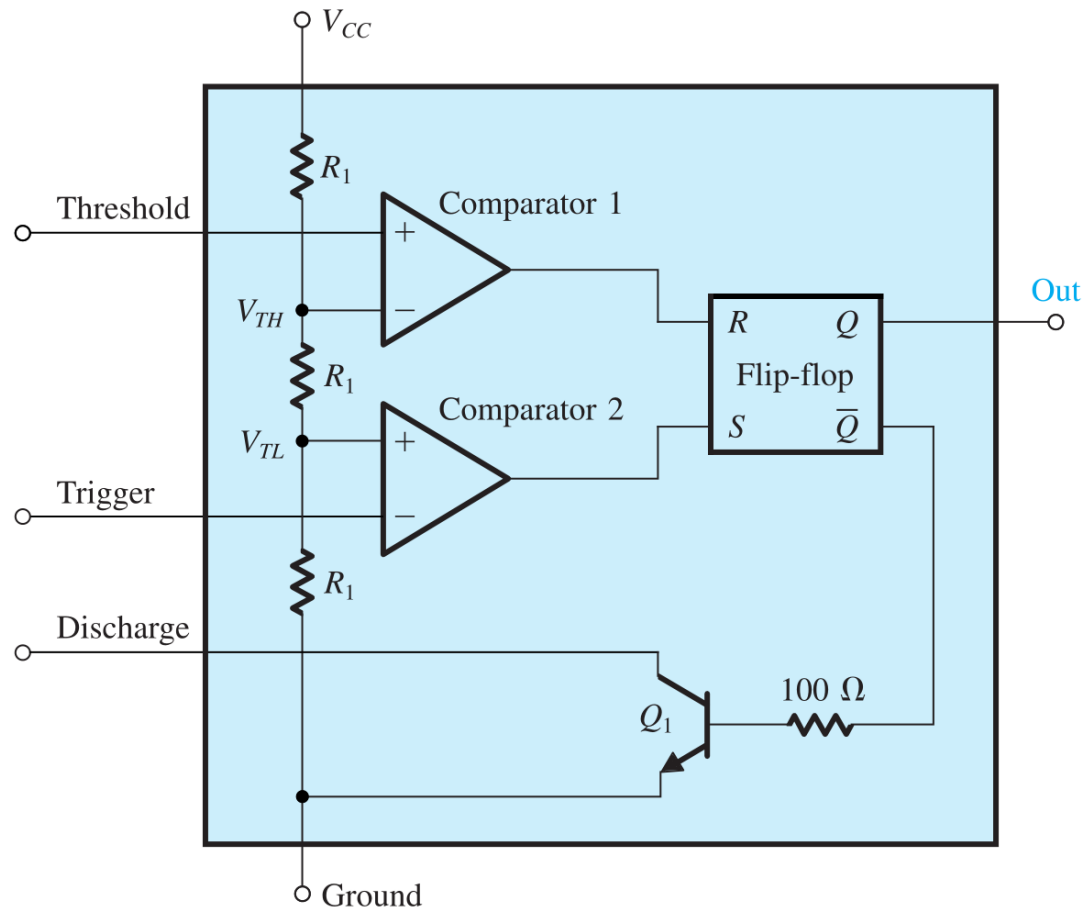 V_CC
R_1
Threshold
Comparator 1
+
−
V_TH
Out
R
Q
Flip-flop
S
Q̅
R_1
Comparator 2
V_TL
+
−
Trigger
R_1
Discharge
100 Ω
Q_1
Ground